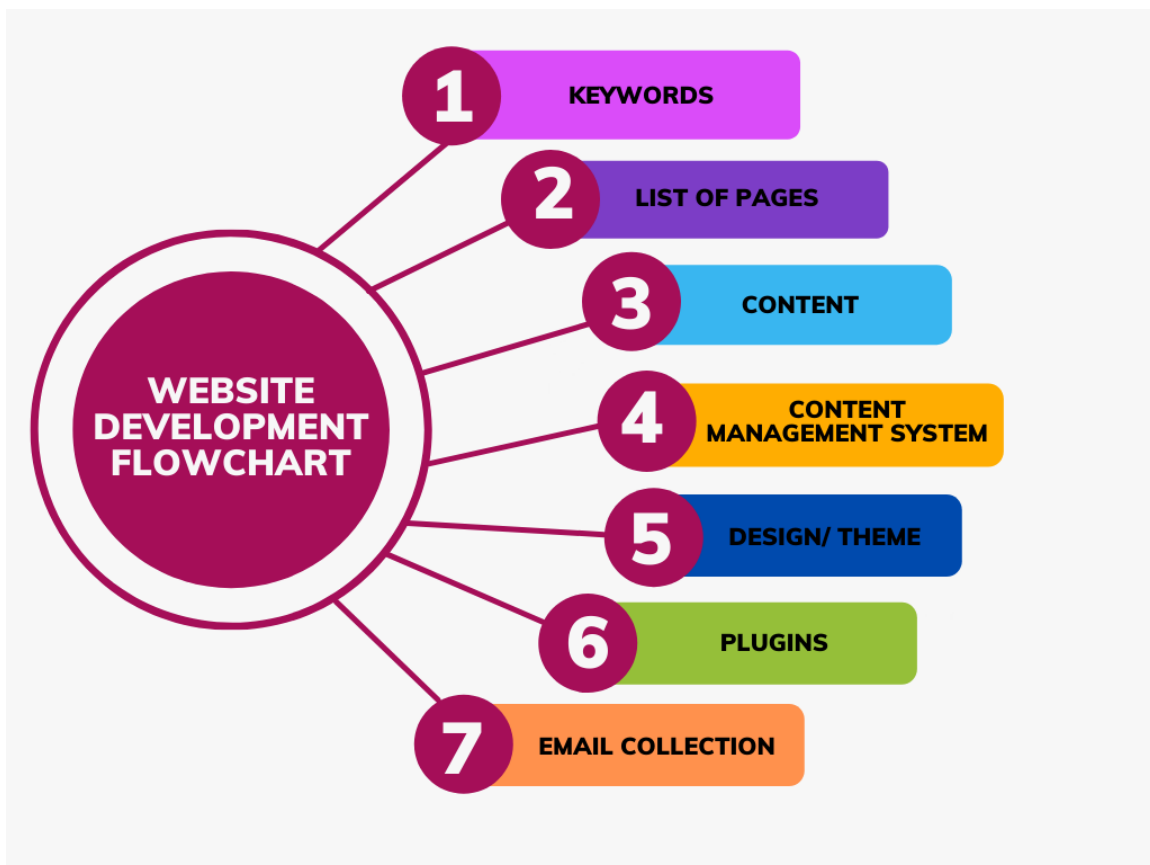 WEBSITE
DEVELOPMENT
FLOWCHART
1
KEYWORDS
2
LIST OF PAGES
3
CONTENT
4
CONTENT
MANAGEMENT SYSTEM
5
DESIGN/ THEME
6
PLUGINS
7
EMAIL COLLECTION